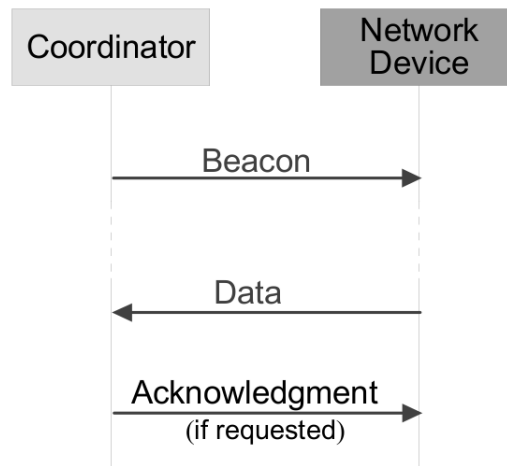 Coordinator
Network
Device
Beacon
Data
Acknowledgment
(if requested)